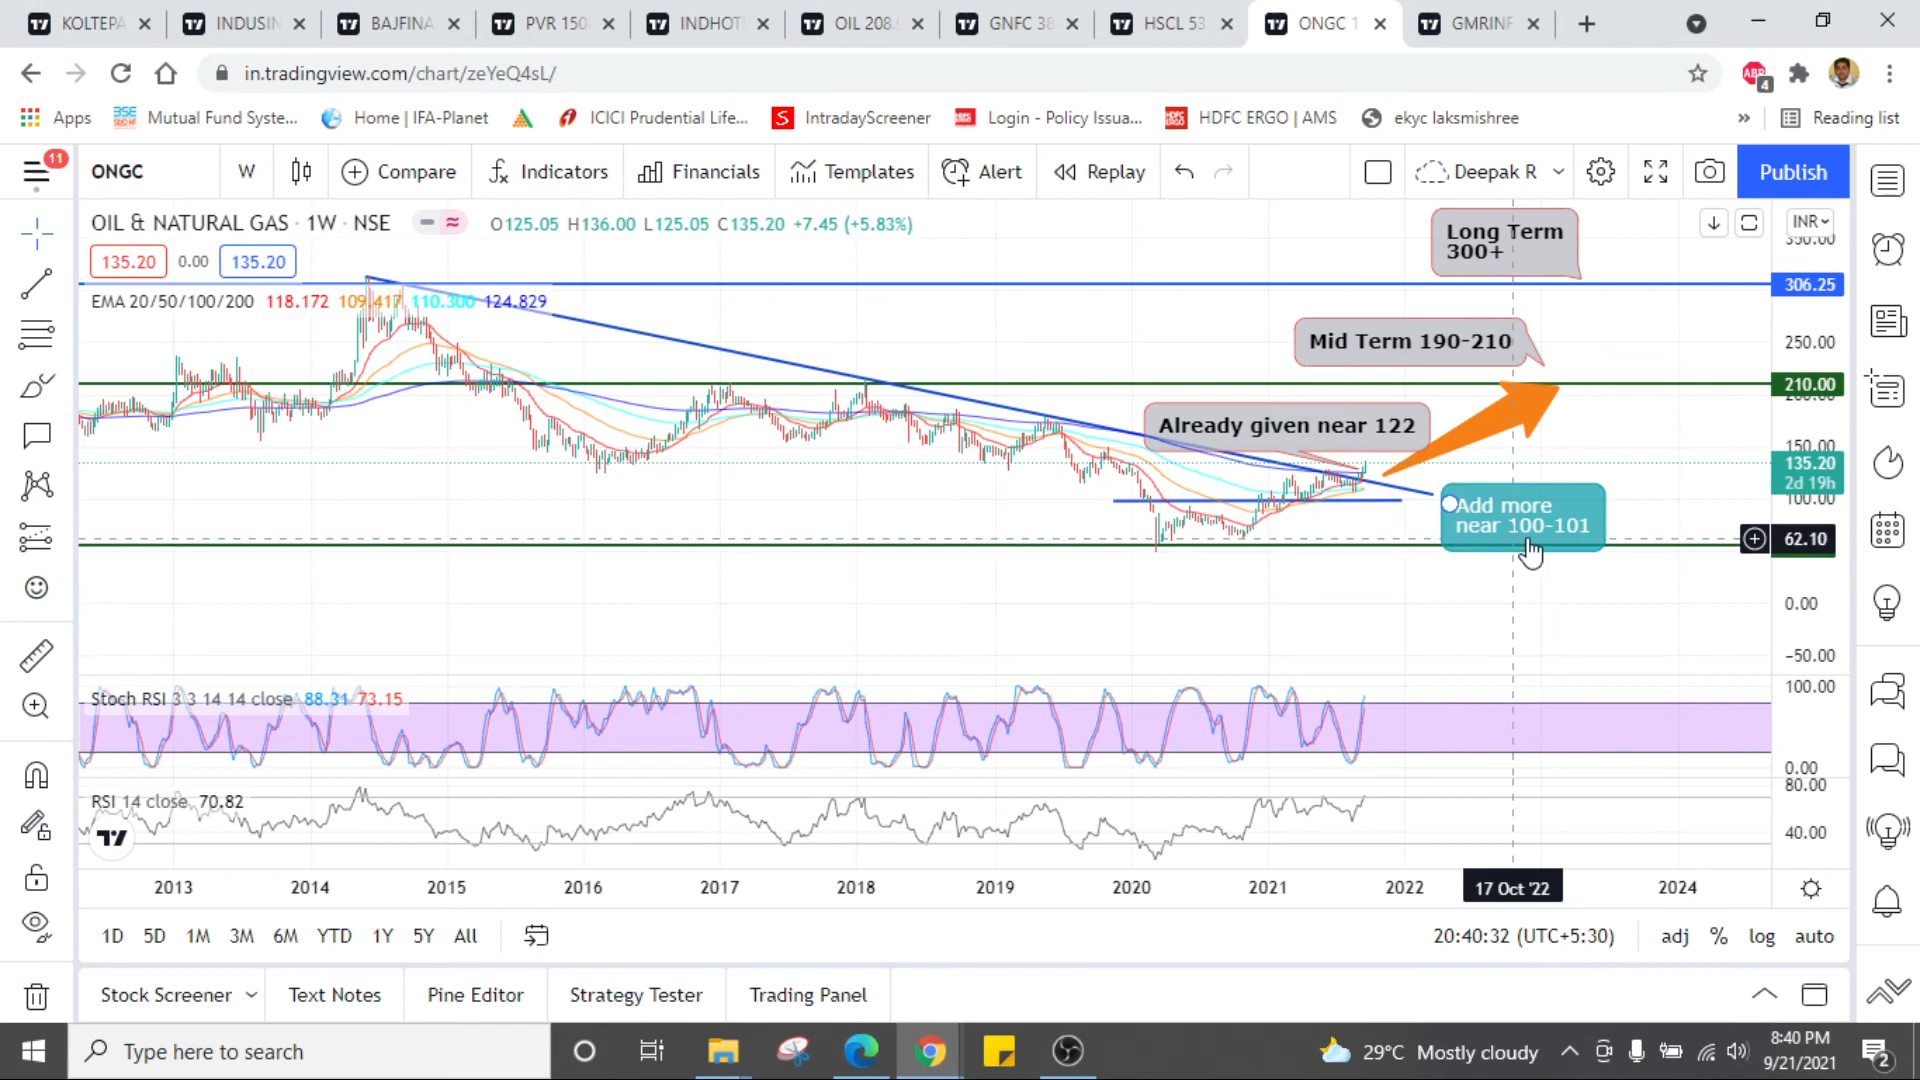 KOLTEPA
INDUSIN
BAJFINA
PVR 150
INDHOT
OIL 208.
GNFC 38
HSCL 53
ONGC 1
GMRINF
in.tradingview.com/chart/zeYeQ4sL/
ABP 4
Apps
Mutual Fund Syste...
Home | IFA-Planet
ICICI Prudential Life...
S IntradayScreener
Login - Policy Issua...
HDFC ERGO | AMS
ekyc laksmishree
»
Reading list
11
ONGC
W
Compare
Indicators
Financials
Templates
Alert
Replay
Deepak R
Publish
OIL & NATURAL GAS · 1W · NSE
O125.05 H136.00 L125.05 C135.20 +7.45 (+5.83%)
135.20 0.00 135.20
EMA 20/50/100/200 118.172 109.417 110.300 124.829
Long Term
300+
Mid Term 190-210
Already given near 122
Add more
near 100-101
INR
350.00
306.25
250.00
210.00
200.00
150.00
135.20
2d 19h
100.00
62.10
0.00
−50.00
Stoch RSI 3 3 14 14 close 88.31 73.15
100.00
0.00
RSI 14 close 70.82
80.00
40.00
2013 2014 2015 2016 2017 2018 2019 2020 2021 2022 17 Oct '22 2024
1D 5D 1M 3M 6M YTD 1Y 5Y All
20:40:32 (UTC+5:30)
adj % log auto
Stock Screener
Text Notes
Pine Editor
Strategy Tester
Trading Panel
Type here to search
29°C Mostly cloudy
8:40 PM
9/21/2021
2